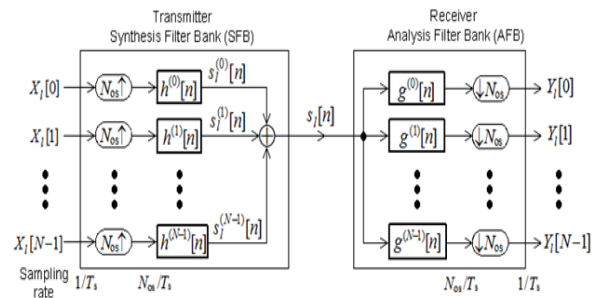 Transmitter
Synthesis Filter Bank (SFB)
Receiver
Analysis Filter Bank (AFB)
X_l[0] N_os↑ h^(0)[n] s_l^(0)[n] g^(0)[n] ↓N_os Y_l[0]
X_l[1] N_os↑ h^(1)[n] s_l^(1)[n] s_l[n] g^(1)[n] ↓N_os Y_l[1]
X_l[N-1] N_os↑ h^(N-1)[n] s_l^(N-1)[n] g^(N-1)[n] ↓N_os Y_l[N-1]
Sampling
rate 1/T_s N_os/T_s N_os/T_s 1/T_s